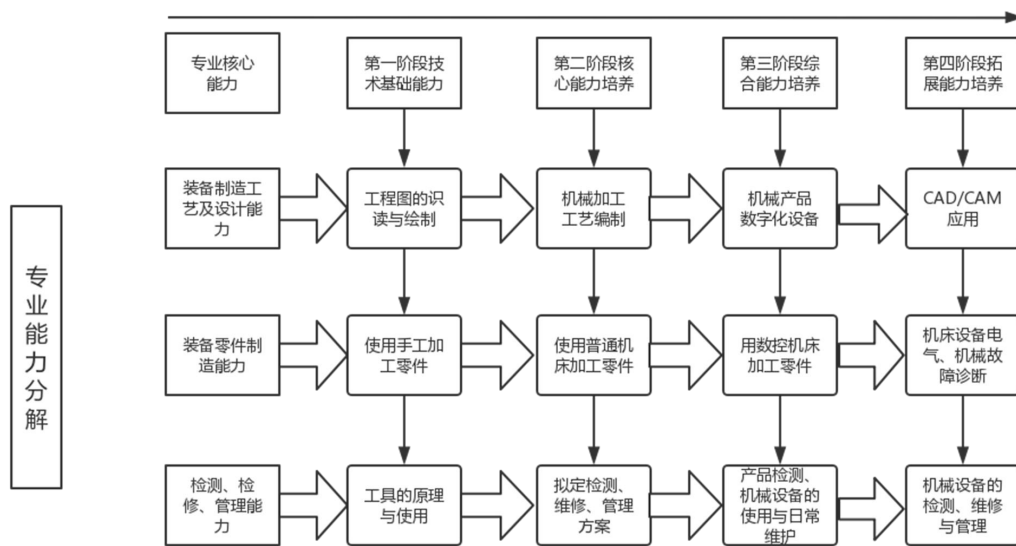 专业核心
能力
第一阶段技
术基础能力
第二阶段核
心能力培养
第三阶段综
合能力培养
第四阶段拓
展能力培养
专业能力分解
装备制造工
艺及设计能
力
工程图的识
读与绘制
机械加工
工艺编制
机械产品
数字化设备
CAD/CAM
应用
装备零件制
造能力
使用手工加
工零件
使用普通机
床加工零件
用数控机床
加工零件
机床设备电
气、机械故
障诊断
检测、检
修、管理能
力
工具的原理
与使用
拟定检测、
维修、管理
方案
产品检测、
机械设备的
使用与日常
维护
机械设备的
检测、维修
与管理